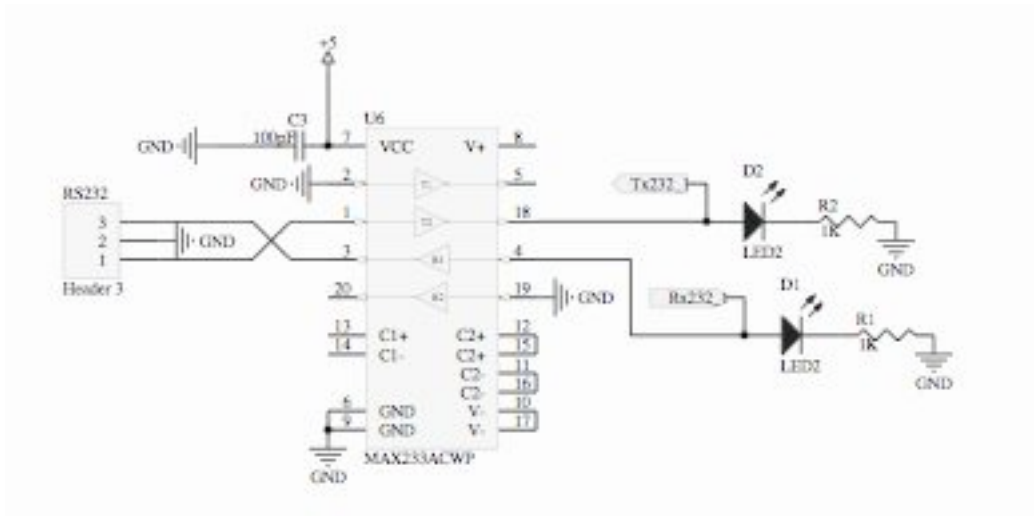 +5
C3
U6
GND
100pF
7
VCC
V+
8
GND
2
5
Tx232
D2
RS232
3
2
1
GND
Header 3
1
18
LED2
R2
1K
GND
3
4
20
19
GND
Rx232
D1
LED2
R1
1K
GND
13
C1+
C2+
12
14
C1-
C2+
15
C2-
11
C2-
16
6
GND
V-
10
9
GND
V-
17
GND
MAX233ACWP